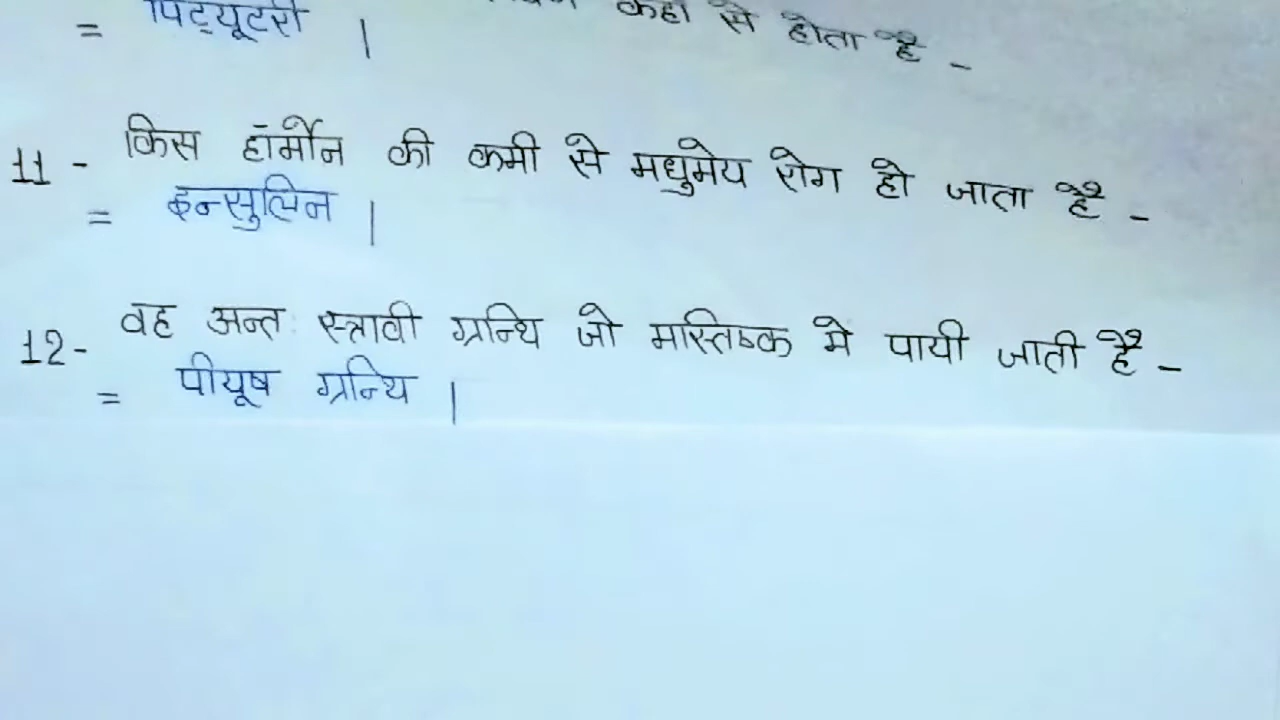 कहा से होता है -
= पिट्यूटरी |
11 - किस हॉर्मोन की कमी से मधुमेय रोग हो जाता है -
= इन्सुलिन |
12- वह अन्त: स्त्रावी ग्रन्थि जो मस्तिष्क मे पायी जाती है -
= पीयूष ग्रन्थि |